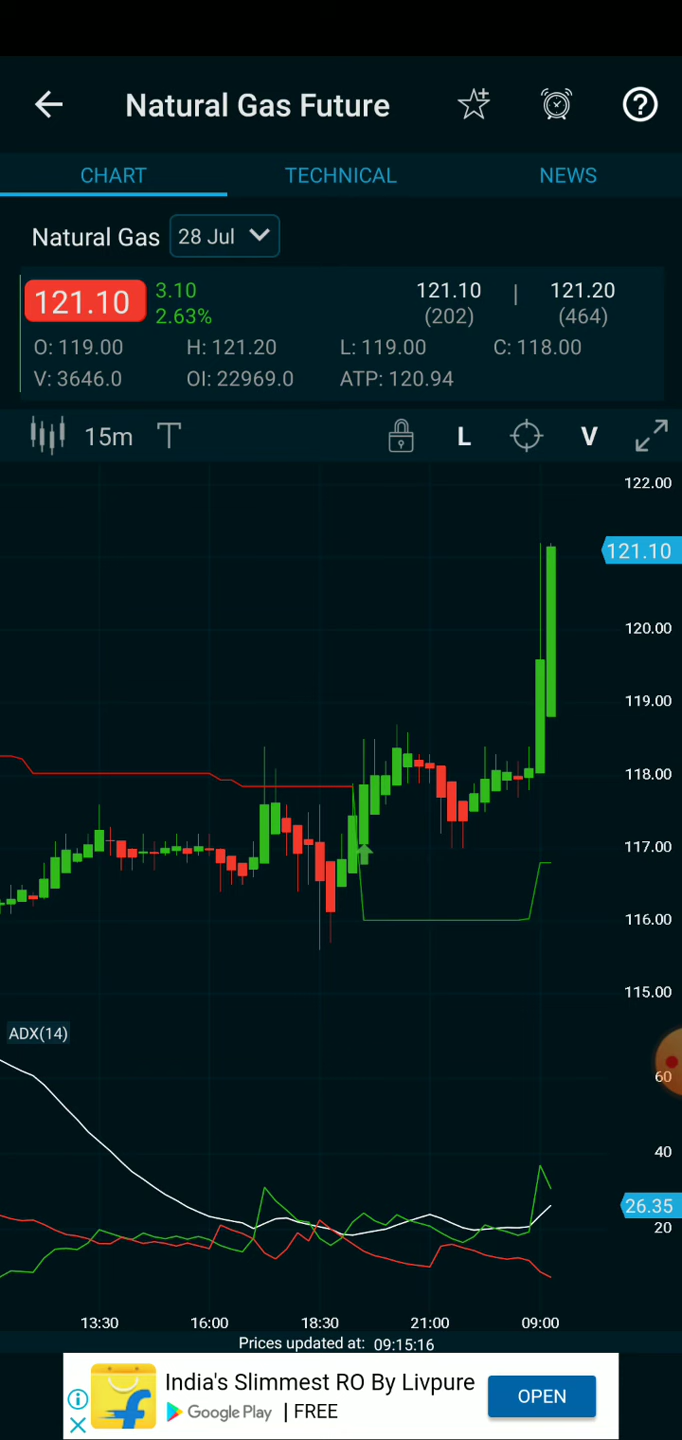 Natural Gas Future
CHART TECHNICAL NEWS
Natural Gas 28 Jul
121.10 3.10 2.63% 121.10 (202) | 121.20 (464)
O: 119.00 H: 121.20 L: 119.00 C: 118.00
V: 3646.0 OI: 22969.0 ATP: 120.94
15m T L V
122.00
121.10
120.00
119.00
118.00
117.00
116.00
115.00
ADX(14)
60
40
26.35
20
13:30 16:00 18:30 21:00 09:00
Prices updated at: 09:15:16
India's Slimmest RO By Livpure
Google Play | FREE
OPEN